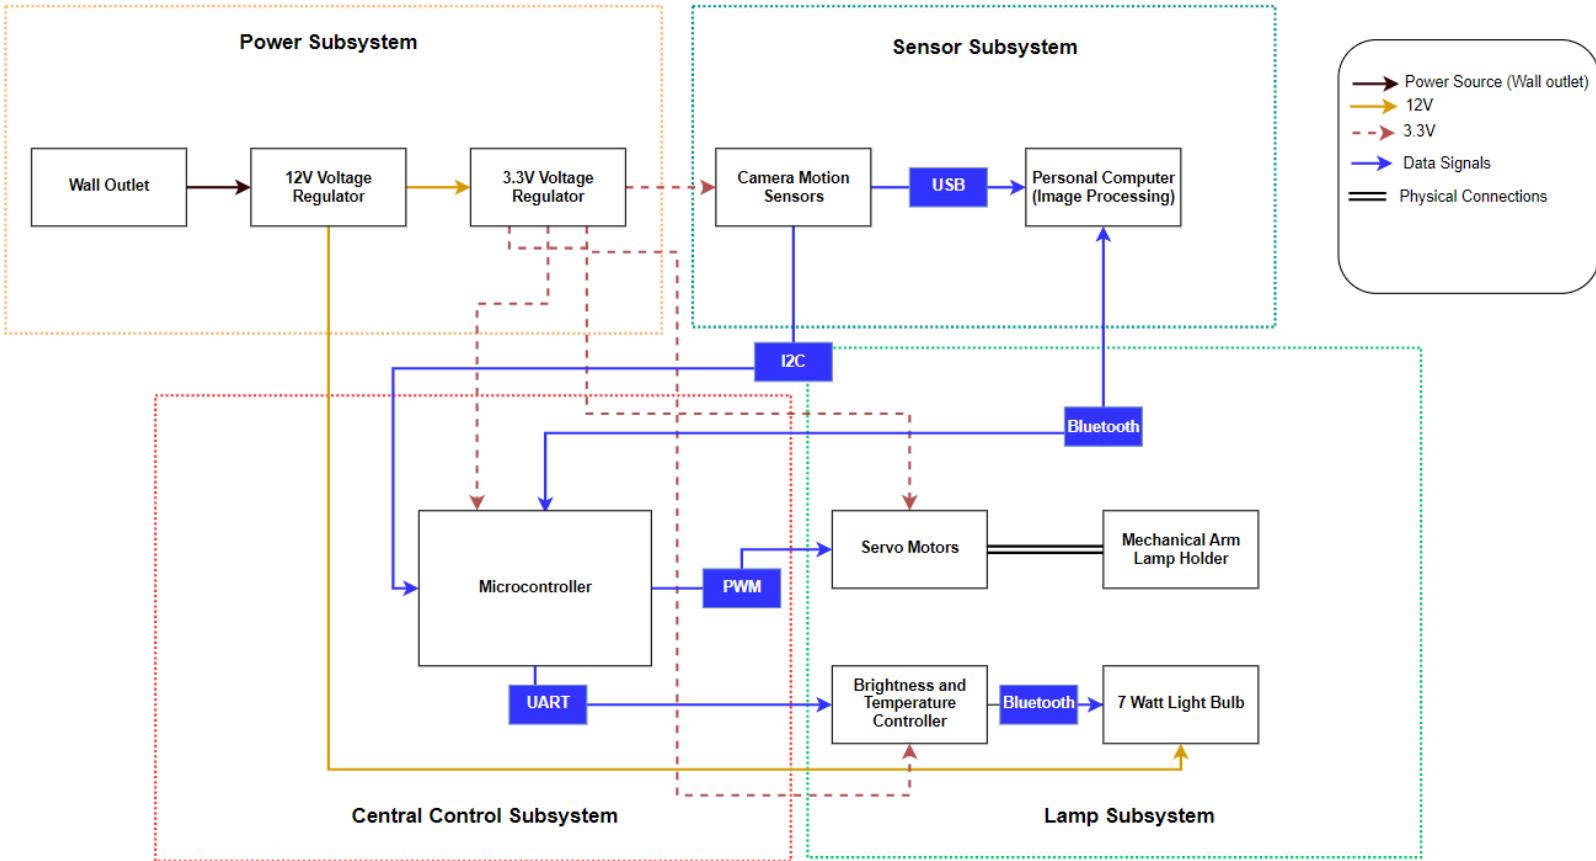 Power Subsystem
Sensor Subsystem
Power Source (Wall outlet)
12V
3.3V
Data Signals
Physical Connections
Wall Outlet
12V Voltage
Regulator
3.3V Voltage
Regulator
Camera Motion
Sensors
USB
Personal Computer
(Image Processing)
I2C
Bluetooth
Microcontroller
PWM
Servo Motors
Mechanical Arm
Lamp Holder
UART
Brightness and
Temperature
Controller
Bluetooth
7 Watt Light Bulb
Central Control Subsystem
Lamp Subsystem